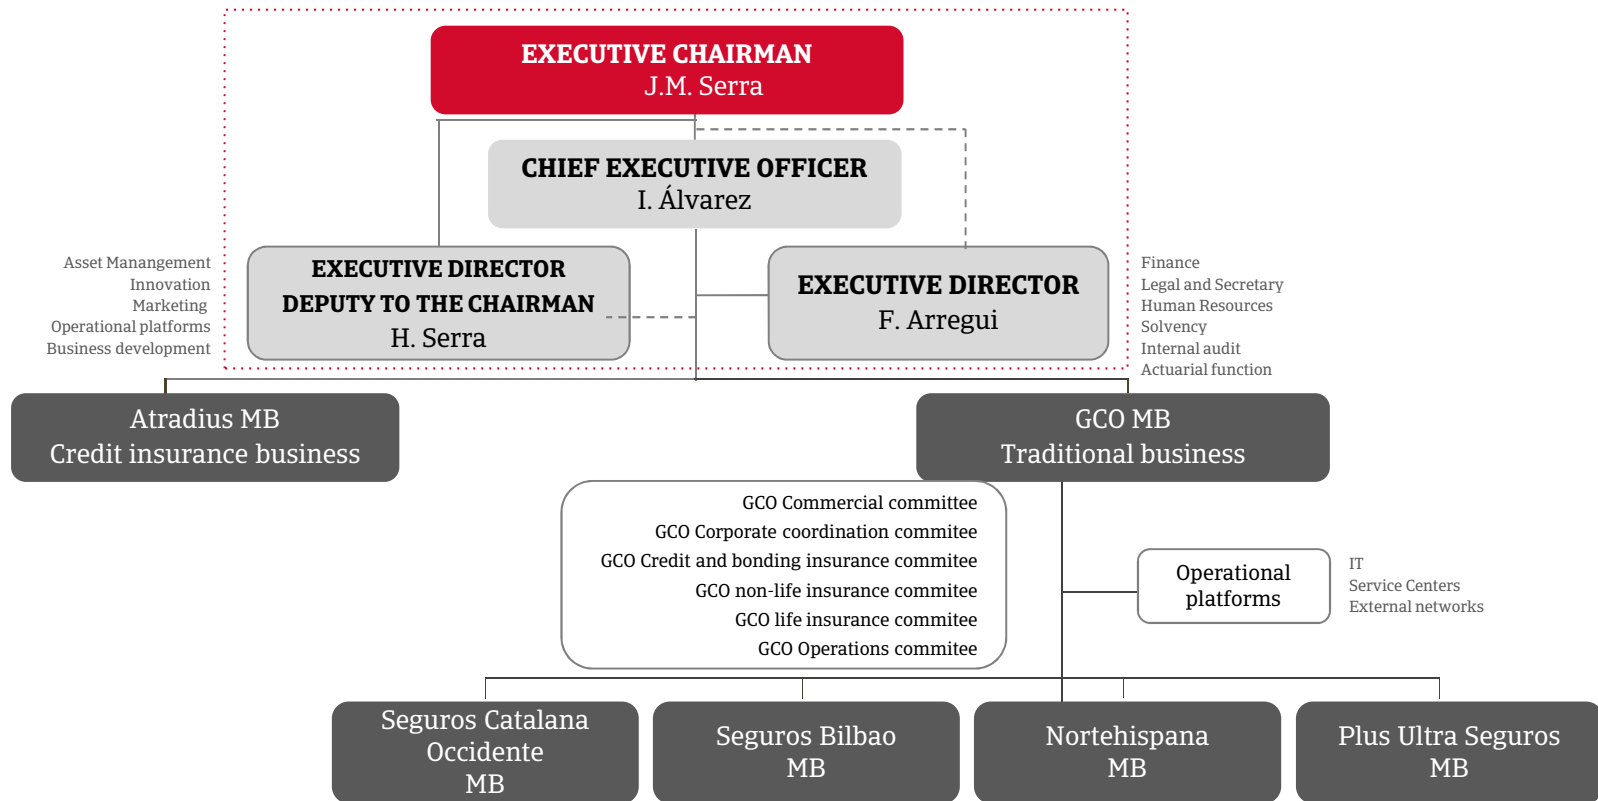 EXECUTIVE CHAIRMAN
J.M. Serra
CHIEF EXECUTIVE OFFICER
I. Álvarez
Asset Manangement
Innovation
Marketing
Operational platforms
Business development
EXECUTIVE DIRECTOR
DEPUTY TO THE CHAIRMAN
H. Serra
EXECUTIVE DIRECTOR
F. Arregui
Finance
Legal and Secretary
Human Resources
Solvency
Internal audit
Actuarial function
Atradius MB
Credit insurance business
GCO MB
Traditional business
GCO Commercial committee
GCO Corporate coordination commitee
GCO Credit and bonding insurance commitee
GCO non-life insurance commitee
GCO life insurance commitee
GCO Operations commitee
Operational
platforms
IT
Service Centers
External networks
Seguros Catalana
Occidente
MB
Seguros Bilbao
MB
Nortehispana
MB
Plus Ultra Seguros
MB